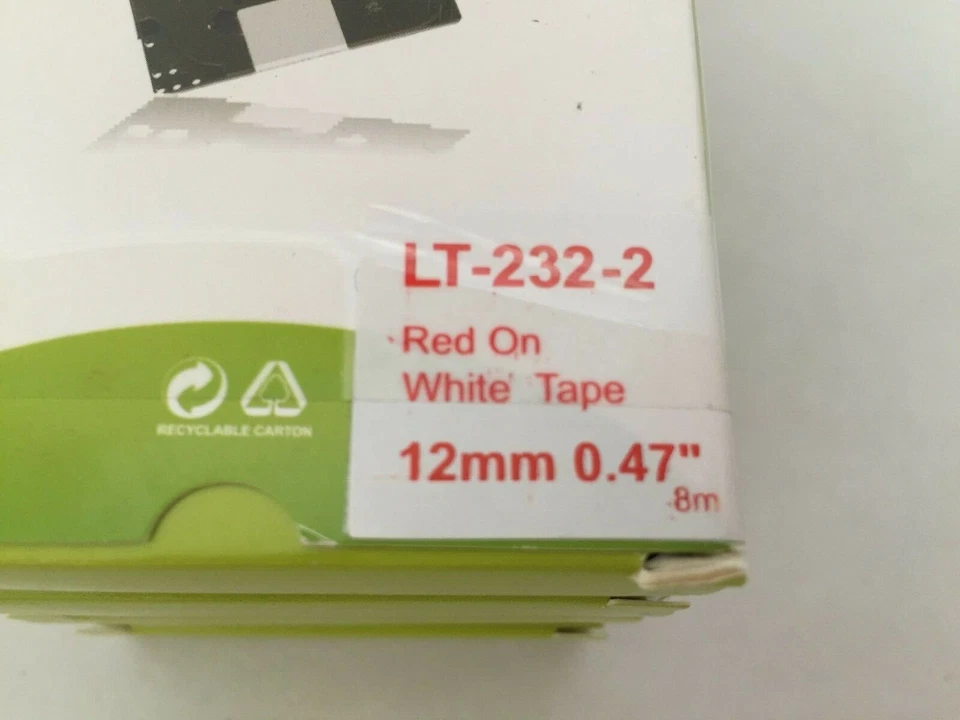 LT-232-2
Red On
White Tape
RECYCLABLE CARTON
12mm 0.47"
8m